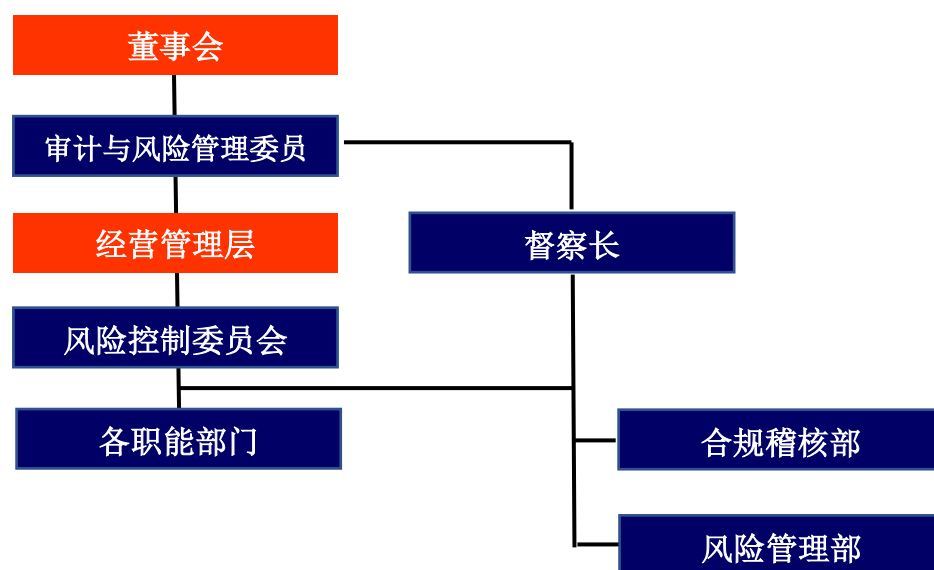 董事会
审计与风险管理委员
经营管理层
督察长
风险控制委员会
各职能部门
合规稽核部
风险管理部